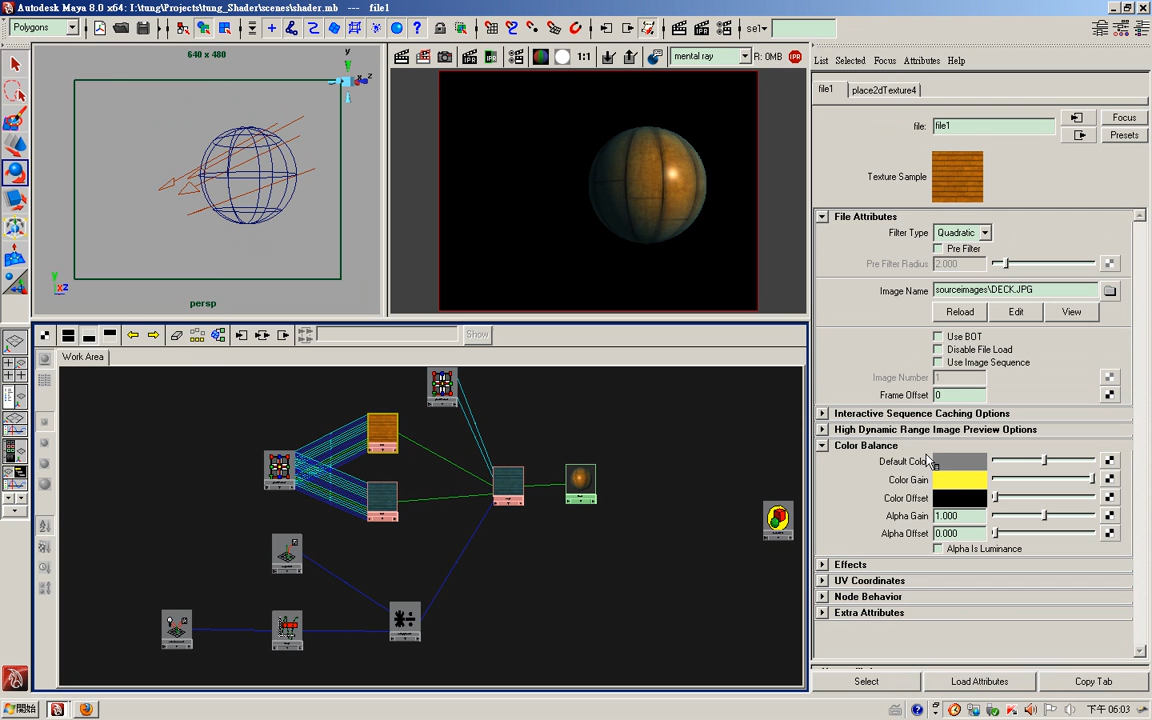 Autodesk Maya 8.0 x64: I:\tung\Projects\tung_Shader\scenes\shader.mb --- file1
Polygons
sel
640 x 480
y
x
z
persp
1:1
mental ray
R: 0MB
IPR
List Selected Focus Attributes Help
file1 place2dTexture4
file: file1
Focus
Presets
Texture Sample
File Attributes
Filter Type Quadratic
Pre Filter
Pre Filter Radius 2.000
Image Name sourceimages\DECK.JPG
Reload Edit View
Use BOT
Disable File Load
Use Image Sequence
Image Number 1
Frame Offset 0
Interactive Sequence Caching Options
High Dynamic Range Image Preview Options
Color Balance
Default Color
Color Gain
Color Offset
Alpha Gain 1.000
Alpha Offset 0.000
Alpha Is Luminance
Effects
UV Coordinates
Node Behavior
Extra Attributes
Show
Work Area
Select Load Attributes Copy Tab
開始
下午 06:03